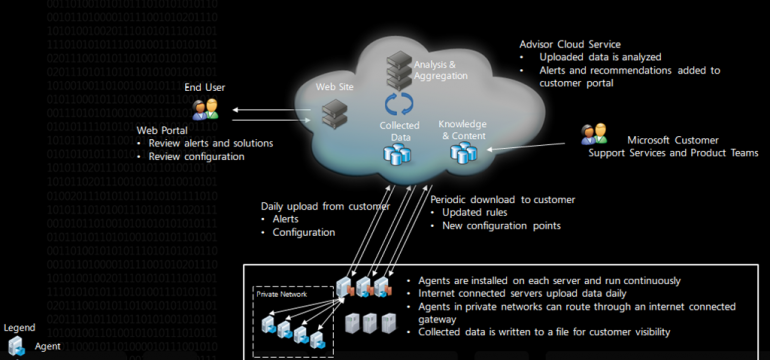 Advisor Cloud Service
• Uploaded data is analyzed
• Alerts and recommendations added to
customer portal
Analysis &
Aggregation
Web Site
End User
Collected
Data
Knowledge
& Content
Web Portal
• Review alerts and solutions
• Review configuration
Microsoft Customer
Support Services and Product Teams
Daily upload from customer
• Alerts
• Configuration
Periodic download to customer
• Updated rules
• New configuration points
Private Network
• Agents are installed on each server and run continuously
• Internet connected servers upload data daily
• Agents in private networks can route through an internet connected
gateway
• Collected data is written to a file for customer visibility
Legend
Agent